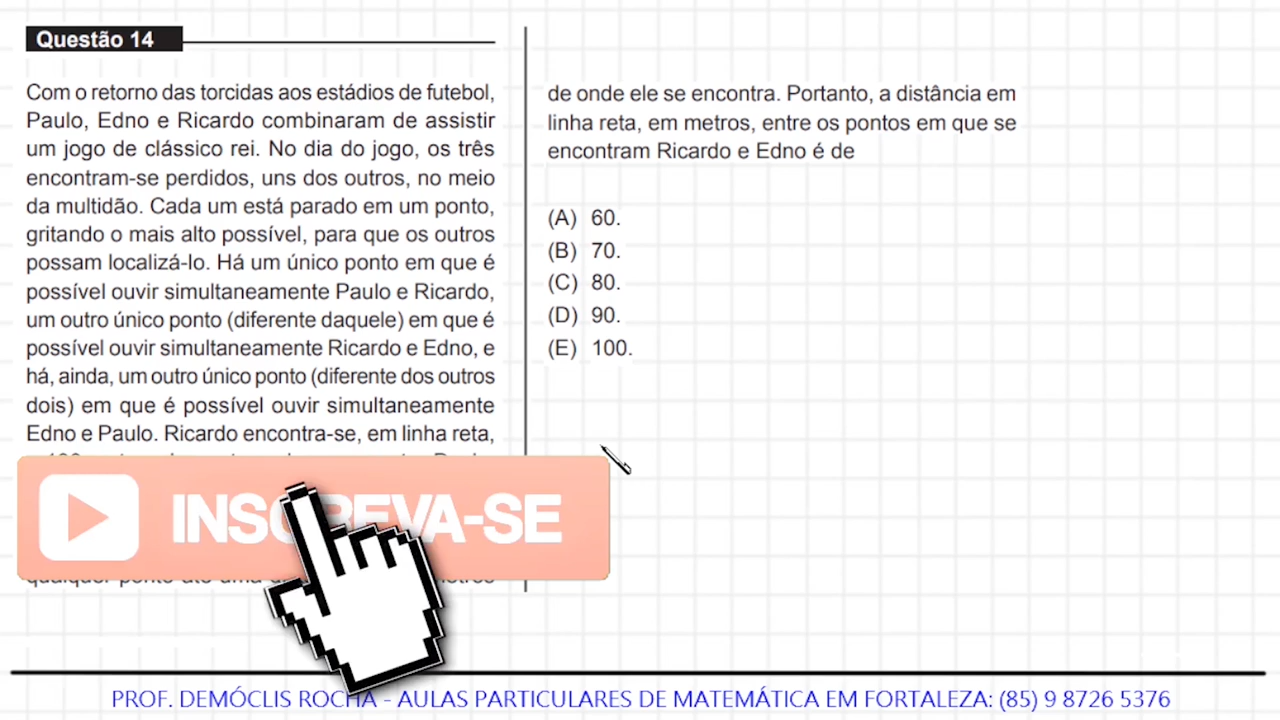 Questão 14
Com o retorno das torcidas aos estádios de futebol,
Paulo, Edno e Ricardo combinaram de assistir
um jogo de clássico rei. No dia do jogo, os três
encontram-se perdidos, uns dos outros, no meio
da multidão. Cada um está parado em um ponto,
gritando o mais alto possível, para que os outros
possam localizá-lo. Há um único ponto em que é
possível ouvir simultaneamente Paulo e Ricardo,
um outro único ponto (diferente daquele) em que é
possível ouvir simultaneamente Ricardo e Edno, e
há, ainda, um outro único ponto (diferente dos outros
dois) em que é possível ouvir simultaneamente
Edno e Paulo. Ricardo encontra-se, em linha reta,
INSCREVA-SE
qualquer ponto até uma
de onde ele se encontra. Portanto, a distância em
linha reta, em metros, entre os pontos em que se
encontram Ricardo e Edno é de
(A) 60.
(B) 70.
(C) 80.
(D) 90.
(E) 100.
PROF. DEMÓCLIS ROCHA - AULAS PARTICULARES DE MATEMÁTICA EM FORTALEZA: (85) 9 8726 5376